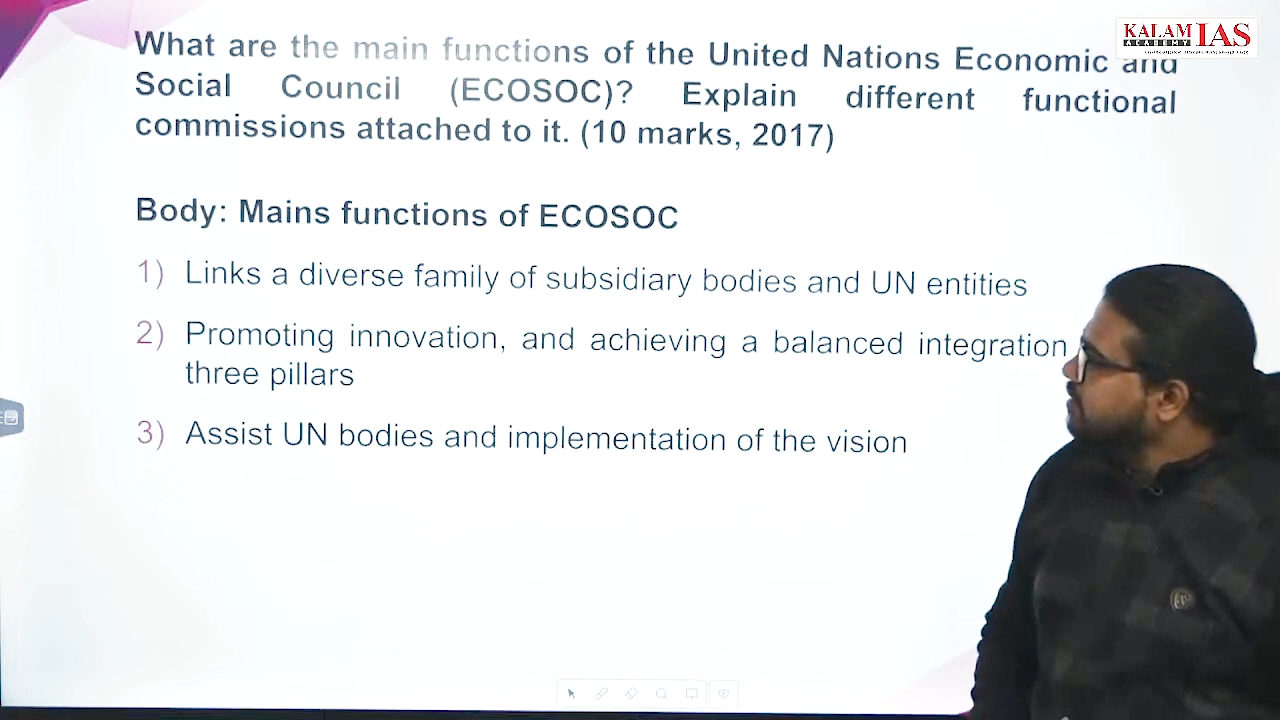 KALAM IAS
ACADEMY
What are the main functions of the United Nations Economic and
Social Council (ECOSOC)? Explain different functional
commissions attached to it. (10 marks, 2017)
Body: Mains functions of ECOSOC
1) Links a diverse family of subsidiary bodies and UN entities
2) Promoting innovation, and achieving a balanced integration
three pillars
3) Assist UN bodies and implementation of the vision